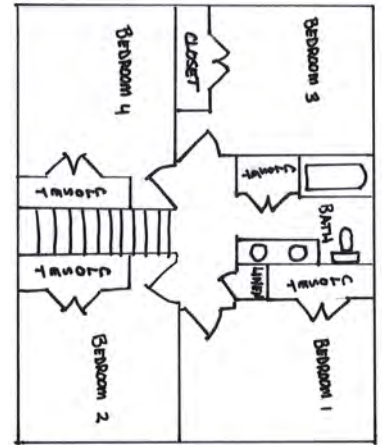 BEDROOM 4
CLOSET
BEDROOM 3
CLOSET
CLOSET
BATH
CLOSET
LINEN
CLOSET
BEDROOM 2
BEDROOM 1